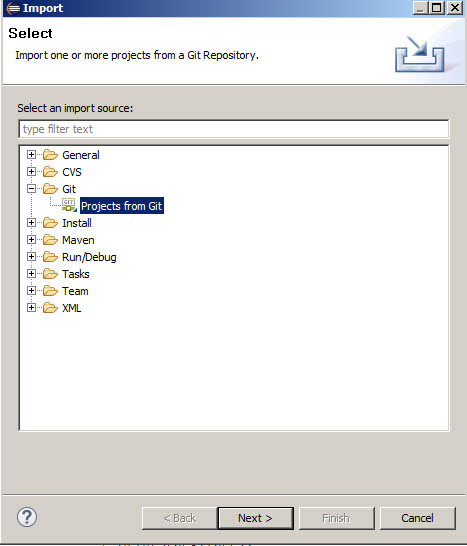 Import
Select
Import one or more projects from a Git Repository.
Select an import source:
type filter text
General
CVS
Git
GIT
Projects from Git
Install
Maven
Run/Debug
Tasks
Team
XML
?
< Back
Next >
Finish
Cancel